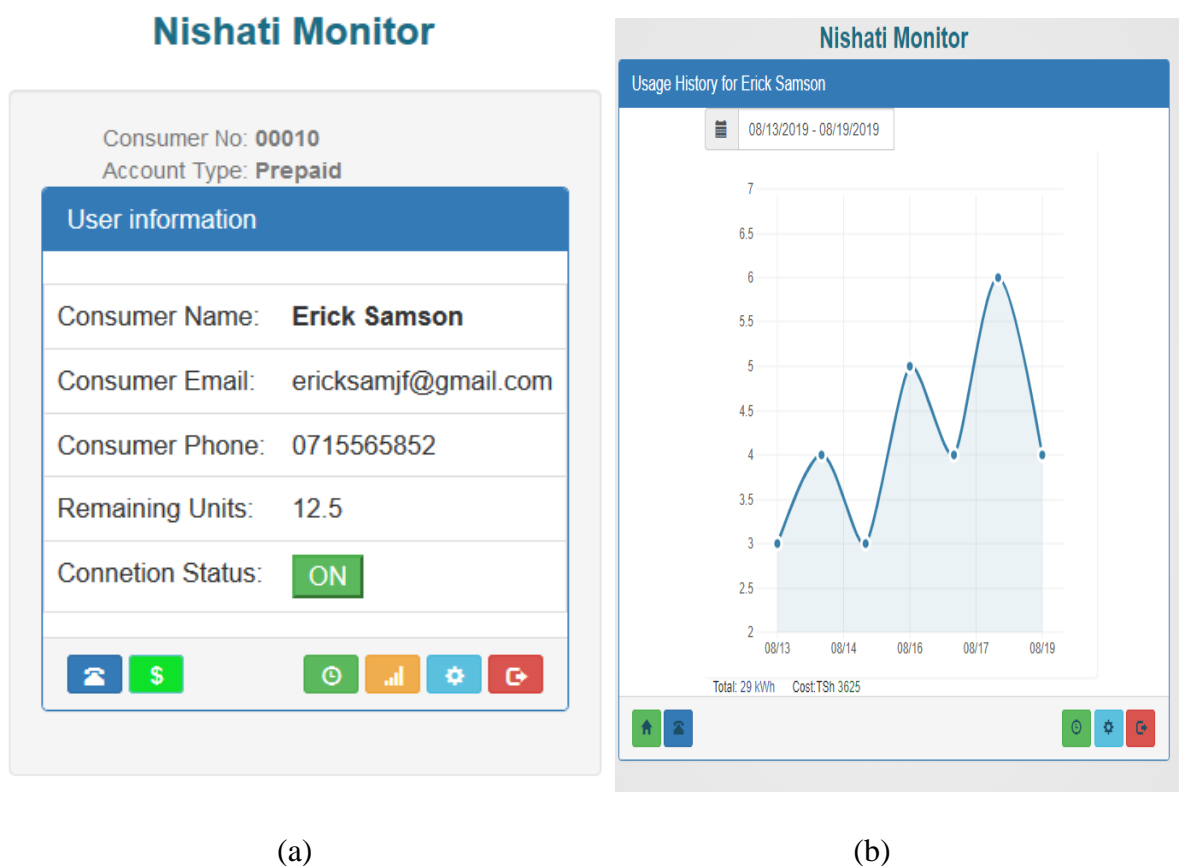 Nishati Monitor
Consumer No: 00010
Account Type: Prepaid
User information
Consumer Name: Erick Samson
Consumer Email: ericksamjf@gmail.com
Consumer Phone: 0715565852
Remaining Units: 12.5
Connetion Status: ON
$
(a)
Nishati Monitor
Usage History for Erick Samson
08/13/2019 - 08/19/2019
7
6.5
6
5.5
5
4.5
4
3.5
3
2.5
2
08/13 08/14 08/16 08/17 08/19
Total: 29 kWh Cost:TSh 3625
(b)